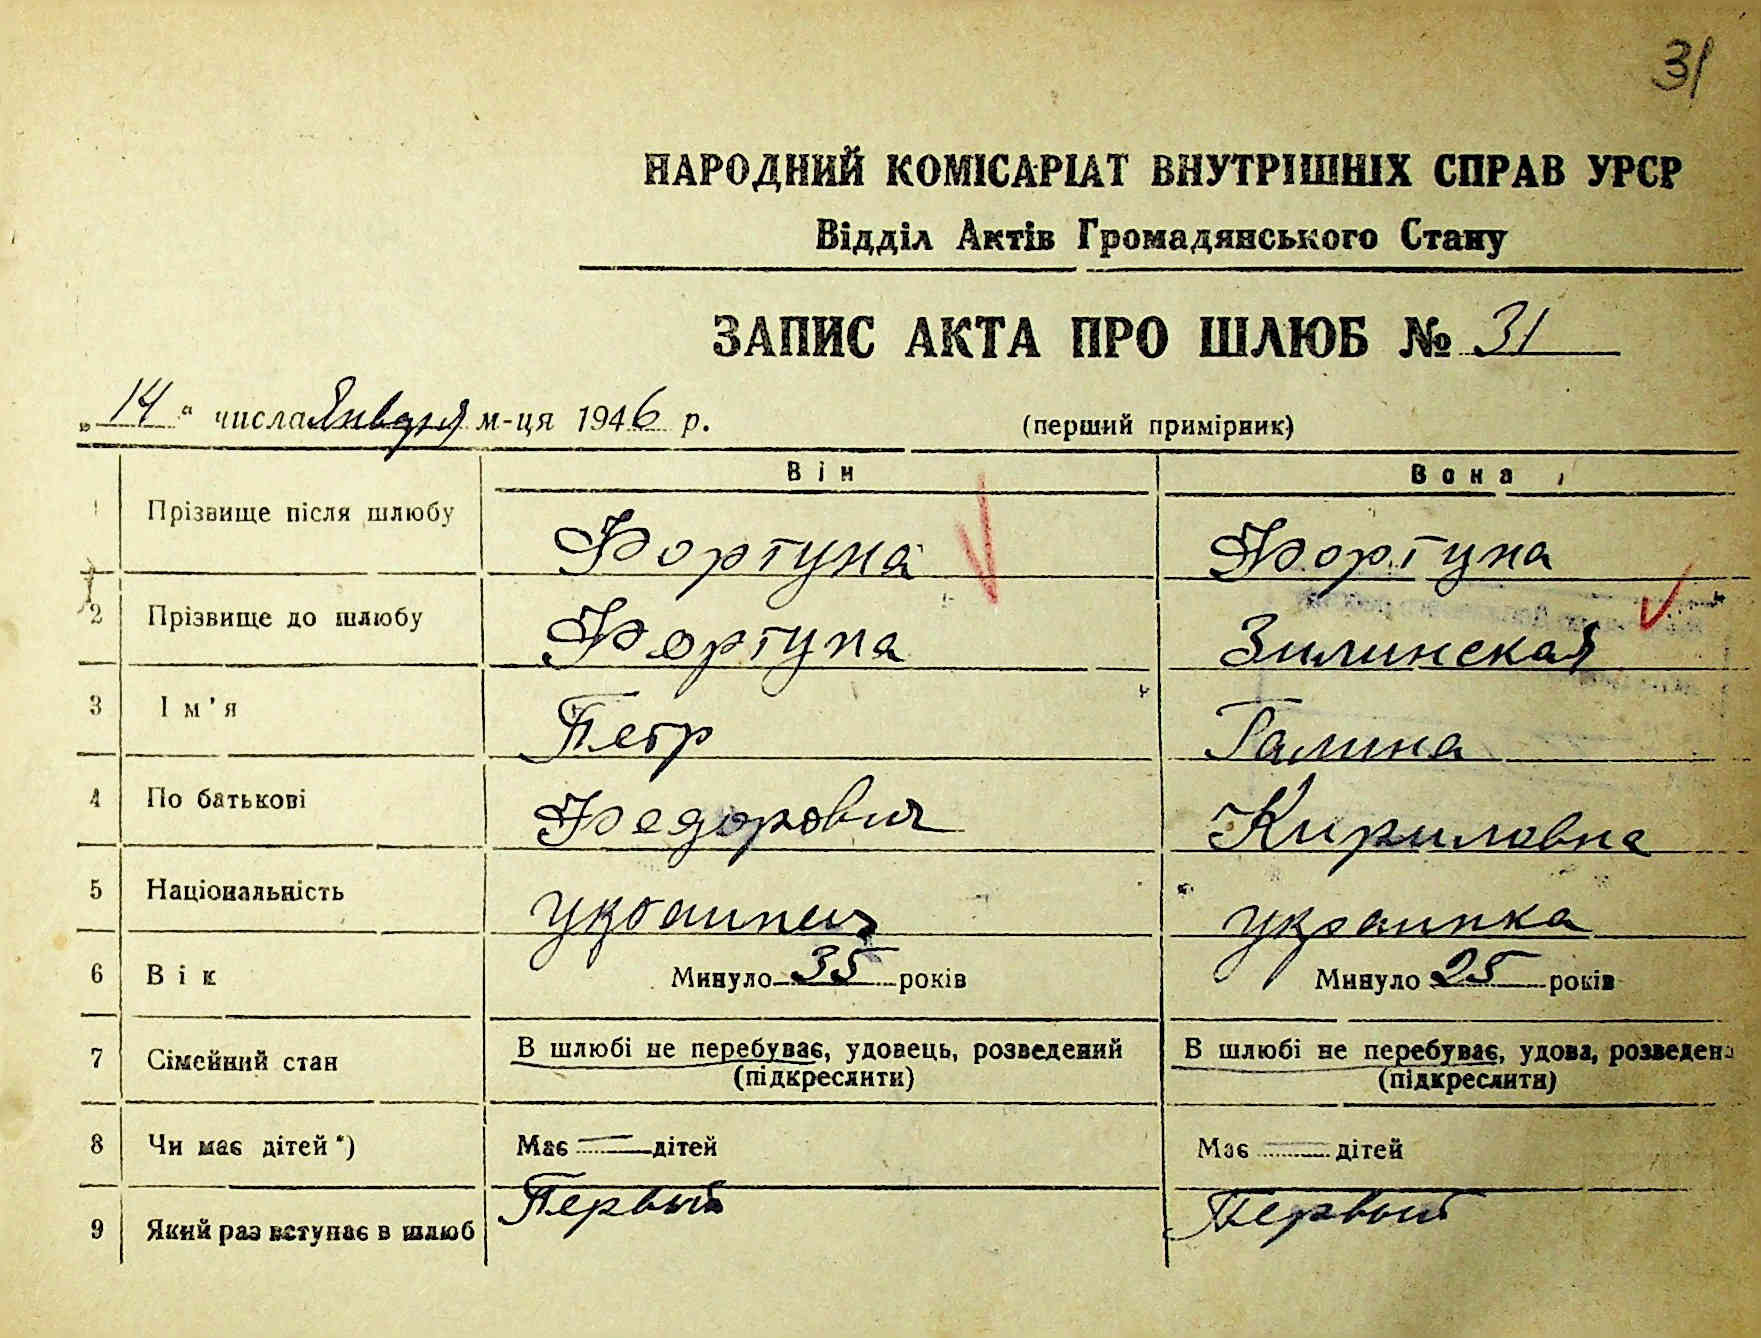 31
НАРОДНИЙ КОМІСАРІАТ ВНУТРІШНІХ СПРАВ УРСР
Відділ Актів Громадянського Стану
ЗАПИС АКТА ПРО ШЛЮБ № 31
„14“ числа Января м-ця 1946 р. (перший примірник)
Він Вона
1 Прізвище після шлюбу Фортуна Фортуна
2 Прізвище до шлюбу Фортуна Зилинская
3 Ім'я Петр Галина
4 По батькові Федорович Кириловна
5 Національність украинец украинка
6 Вік Минуло 35 років Минуло 25 років
7 Сімейний стан В шлюбі не перебуває, удовець, розведений В шлюбі не перебуває, удова, розведена
(підкреслити) (підкреслити)
8 Чи має дітей *) Має — дітей Має — дітей
9 Який раз вступає в шлюб Первый Первый